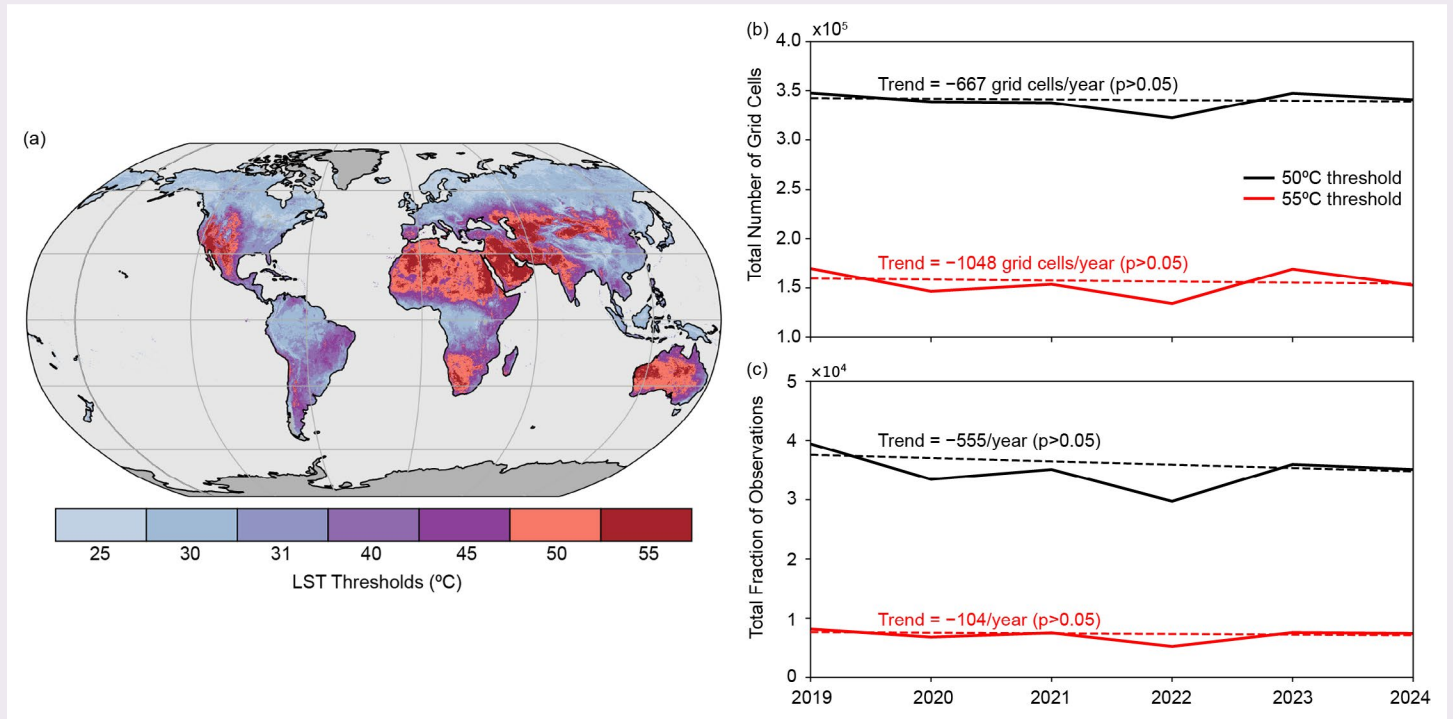 (a)
25 30 31 40 45 50 55
LST Thresholds (ºC)
(b)
x10⁵
4.0
3.5
3.0
2.5
2.0
1.5
1.0
Total Number of Grid Cells
Trend = −667 grid cells/year (p>0.05)
50ºC threshold
55ºC threshold
Trend = −1048 grid cells/year (p>0.05)
(c)
×10⁴
5
4
3
2
1
0
Total Fraction of Observations
Trend = −555/year (p>0.05)
Trend = −104/year (p>0.05)
2019 2020 2021 2022 2023 2024